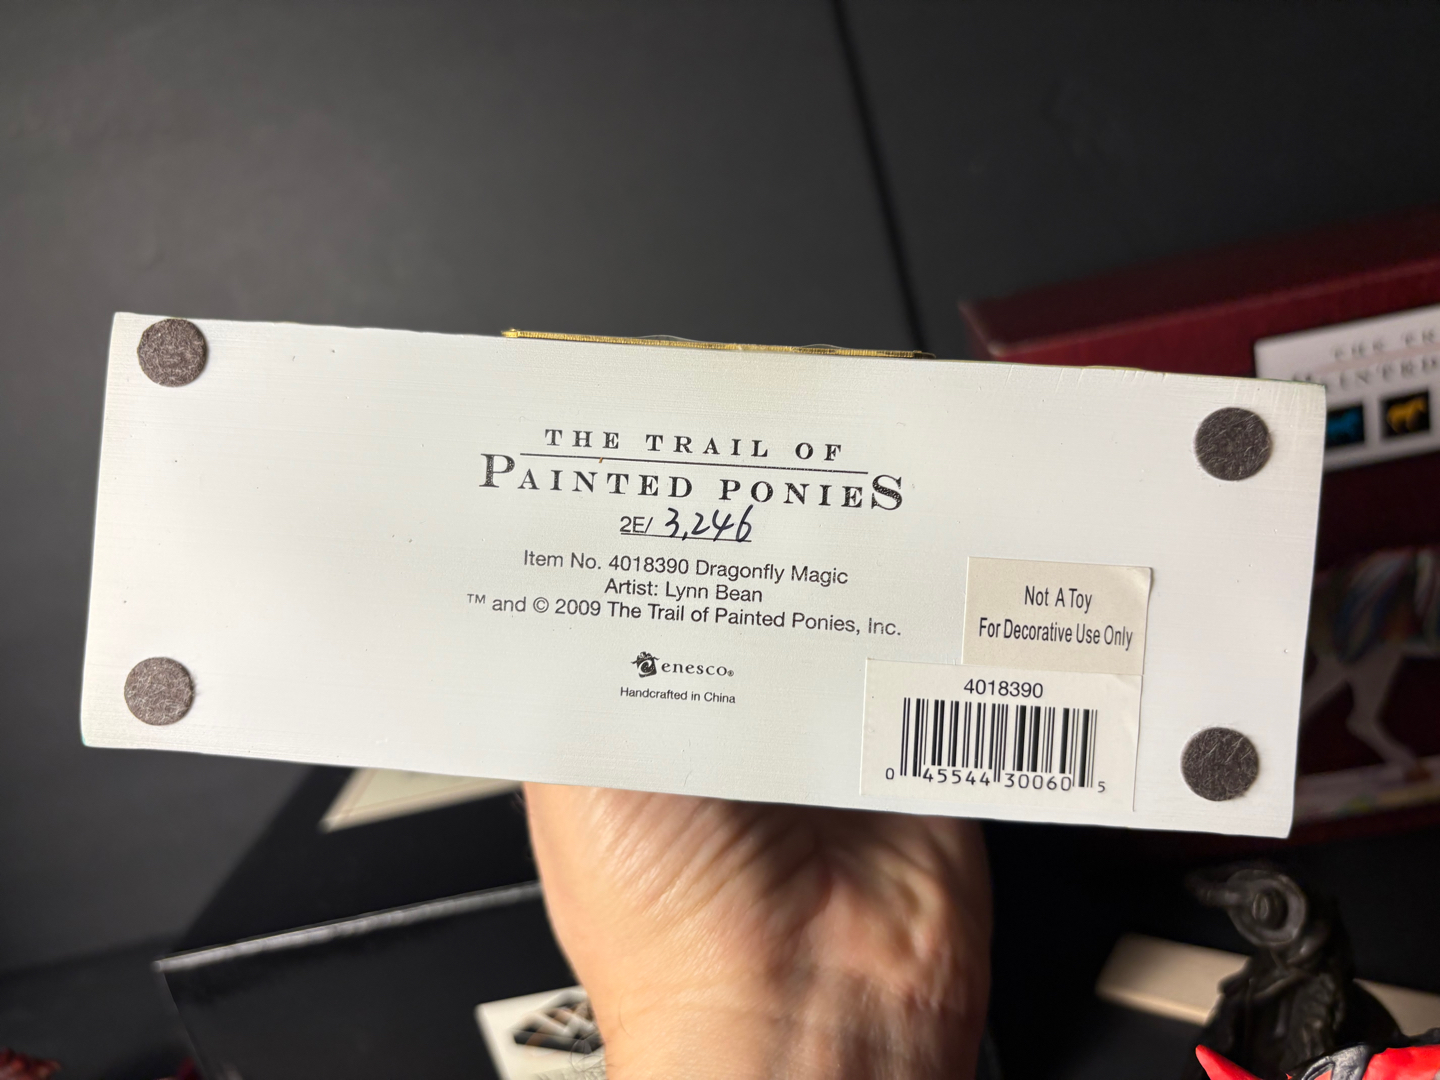 THE TRAIL OF
PAINTED PONIES
2E/ 3,246
Item No. 4018390 Dragonfly Magic
Artist: Lynn Bean
™ and © 2009 The Trail of Painted Ponies, Inc.
enesco®
Handcrafted in China
Not A Toy
For Decorative Use Only
4018390
0 45544 30060 5
THE